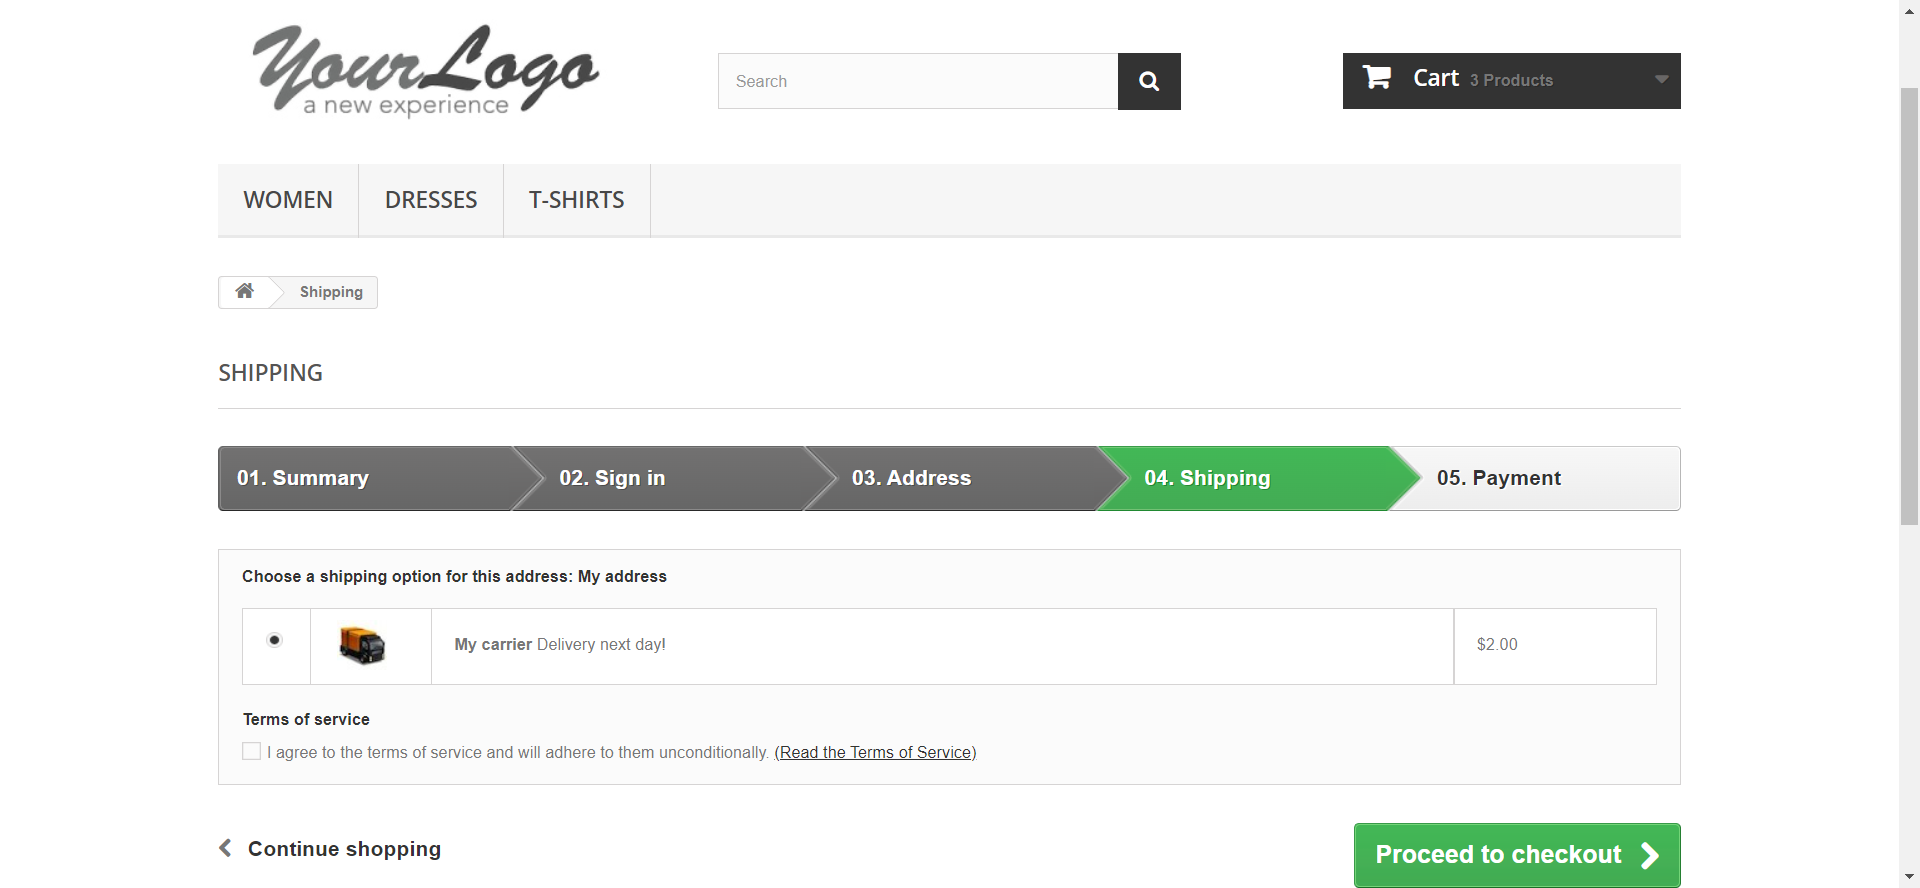 YourLogo
a new experience
Search
Cart 3 Products
WOMEN DRESSES T-SHIRTS
Shipping
SHIPPING
01. Summary 02. Sign in 03. Address 04. Shipping 05. Payment
Choose a shipping option for this address: My address
My carrier Delivery next day! $2.00
Terms of service
I agree to the terms of service and will adhere to them unconditionally. (Read the Terms of Service)
Continue shopping Proceed to checkout